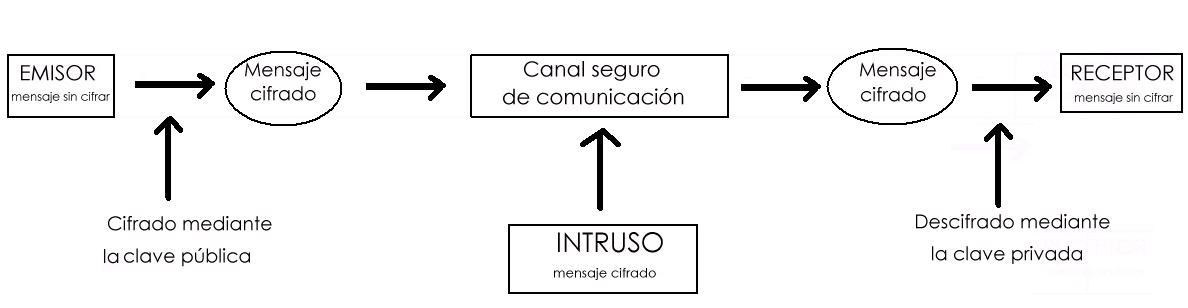 EMISOR
mensaje sin cifrar
Mensaje
cifrado
Canal seguro
de comunicación
Mensaje
cifrado
RECEPTOR
mensaje sin cifrar
Cifrado mediante
la clave pública
INTRUSO
mensaje cifrado
Descifrado mediante
la clave privada